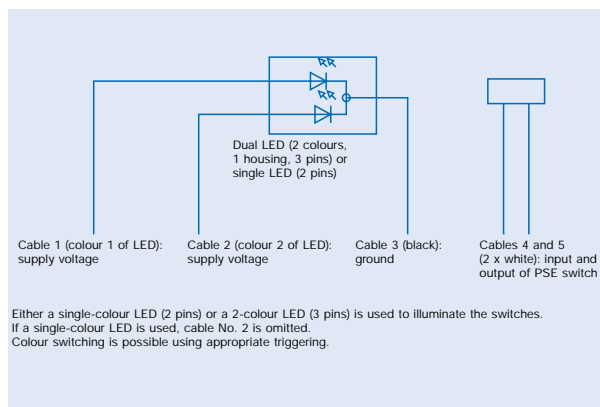 Dual LED (2 colours,
1 housing, 3 pins) or
single LED (2 pins)
Cable 1 (colour 1 of LED):
supply voltage
Cable 2 (colour 2 of LED):
supply voltage
Cable 3 (black):
ground
Cables 4 and 5
(2 x white): input and
output of PSE switch
Either a single-colour LED (2 pins) or a 2-colour LED (3 pins) is used to illuminate the switches.
If a single-colour LED is used, cable No. 2 is omitted.
Colour switching is possible using appropriate triggering.